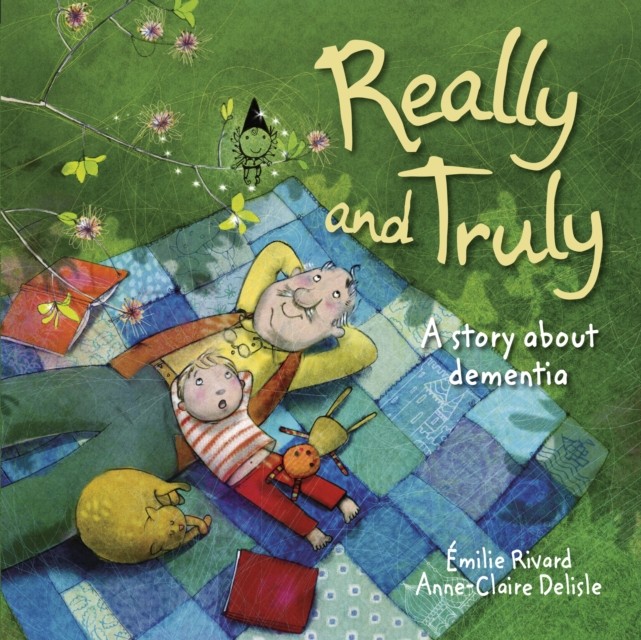 Really
and Truly
A story about
dementia
Émilie Rivard
Anne-Claire Delisle